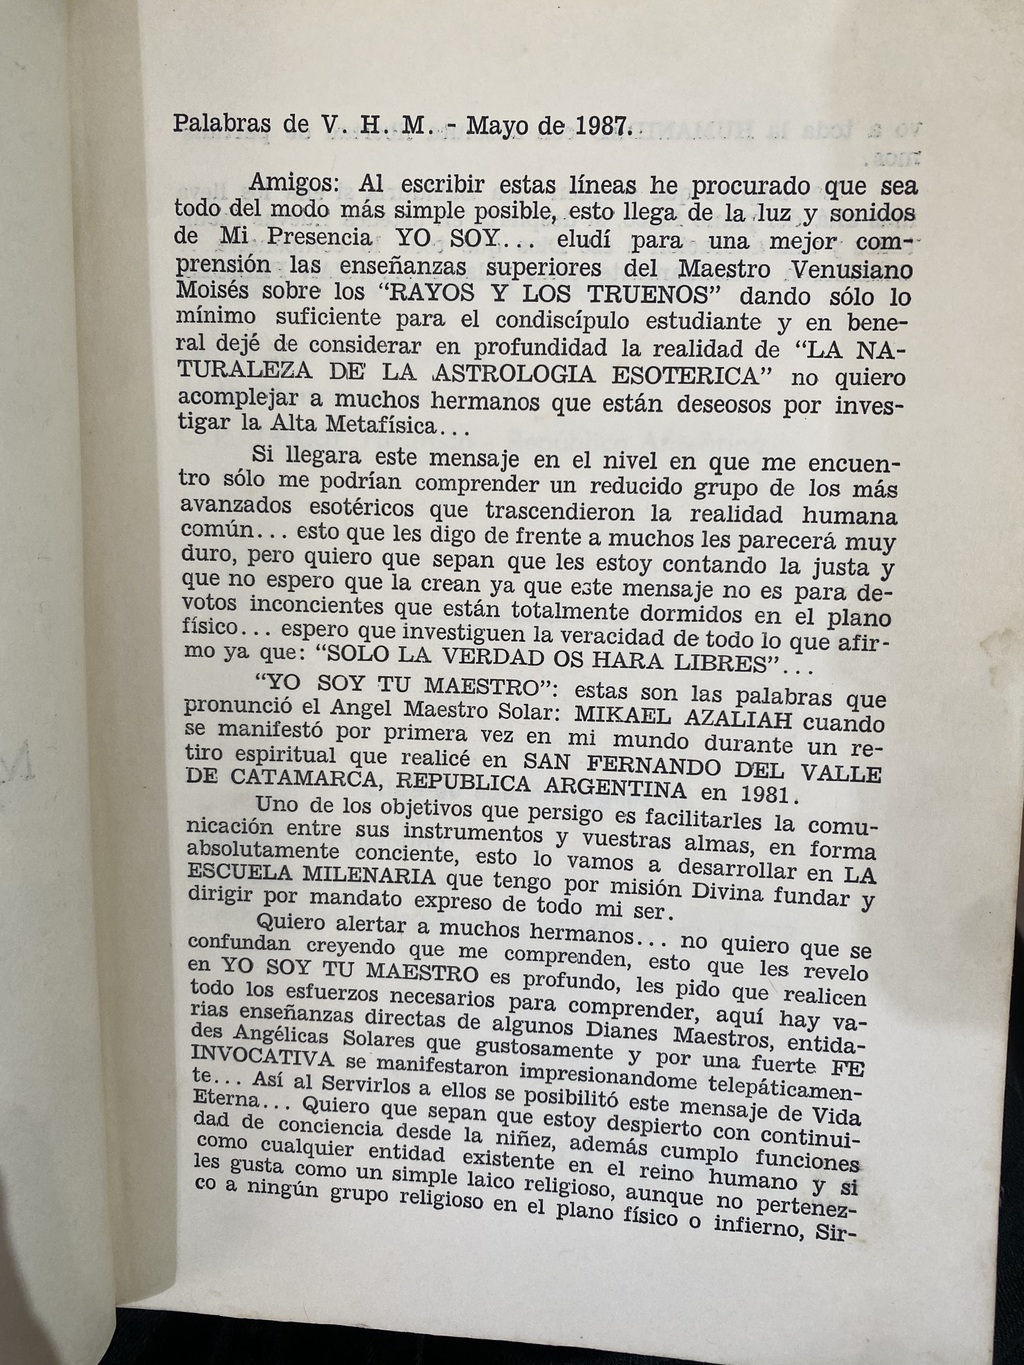 Palabras de V. H. M. - Mayo de 1987.
Amigos: Al escribir estas líneas he procurado que sea
todo del modo más simple posible, esto llega de la luz y sonidos
de Mi Presencia YO SOY... eludí para una mejor com-
prensión las enseñanzas superiores del Maestro Venusiano
Moisés sobre los “RAYOS Y LOS TRUENOS” dando sólo lo
mínimo suficiente para el condiscípulo estudiante y en bene-
ral dejé de considerar en profundidad la realidad de “LA NA-
TURALEZA DE LA ASTROLOGIA ESOTERICA” no quiero
acomplejar a muchos hermanos que están deseosos por inves-
tigar la Alta Metafísica...
Si llegara este mensaje en el nivel en que me encuen-
tro sólo me podrían comprender un reducido grupo de los más
avanzados esotéricos que trascendieron la realidad humana
común... esto que les digo de frente a muchos les parecerá muy
duro, pero quiero que sepan que les estoy contando la justa y
que no espero que la crean ya que este mensaje no es para de-
votos inconcientes que están totalmente dormidos en el plano
físico... espero que investiguen la veracidad de todo lo que afir-
mo ya que: “SOLO LA VERDAD OS HARA LIBRES”...
“YO SOY TU MAESTRO”: estas son las palabras que
pronunció el Angel Maestro Solar: MIKAEL AZALIAH cuando
se manifestó por primera vez en mi mundo durante un re-
tiro espiritual que realicé en SAN FERNANDO DEL VALLE
DE CATAMARCA, REPUBLICA ARGENTINA en 1981.
Uno de los objetivos que persigo es facilitarles la comu-
nicación entre sus instrumentos y vuestras almas, en forma
absolutamente conciente, esto lo vamos a desarrollar en LA
ESCUELA MILENARIA que tengo por misión Divina fundar y
dirigir por mandato expreso de todo mi ser.
Quiero alertar a muchos hermanos... no quiero que se
confundan creyendo que me comprenden, esto que les revelo
en YO SOY TU MAESTRO es profundo, les pido que realicen
todo los esfuerzos necesarios para comprender, aquí hay va-
rias enseñanzas directas de algunos Dianes Maestros, entida-
des Angélicas Solares que gustosamente y por una fuerte FE
INVOCATIVA se manifestaron impresionandome telepáticamen-
te... Así al Servirlos a ellos se posibilitó este mensaje de Vida
Eterna... Quiero que sepan que estoy despierto con continui-
dad de conciencia desde la niñez, además cumplo funciones
como cualquier entidad existente en el reino humano y si
les gusta como un simple laico religioso, aunque no pertenez-
co a ningún grupo religioso en el plano físico o infierno, Sir-